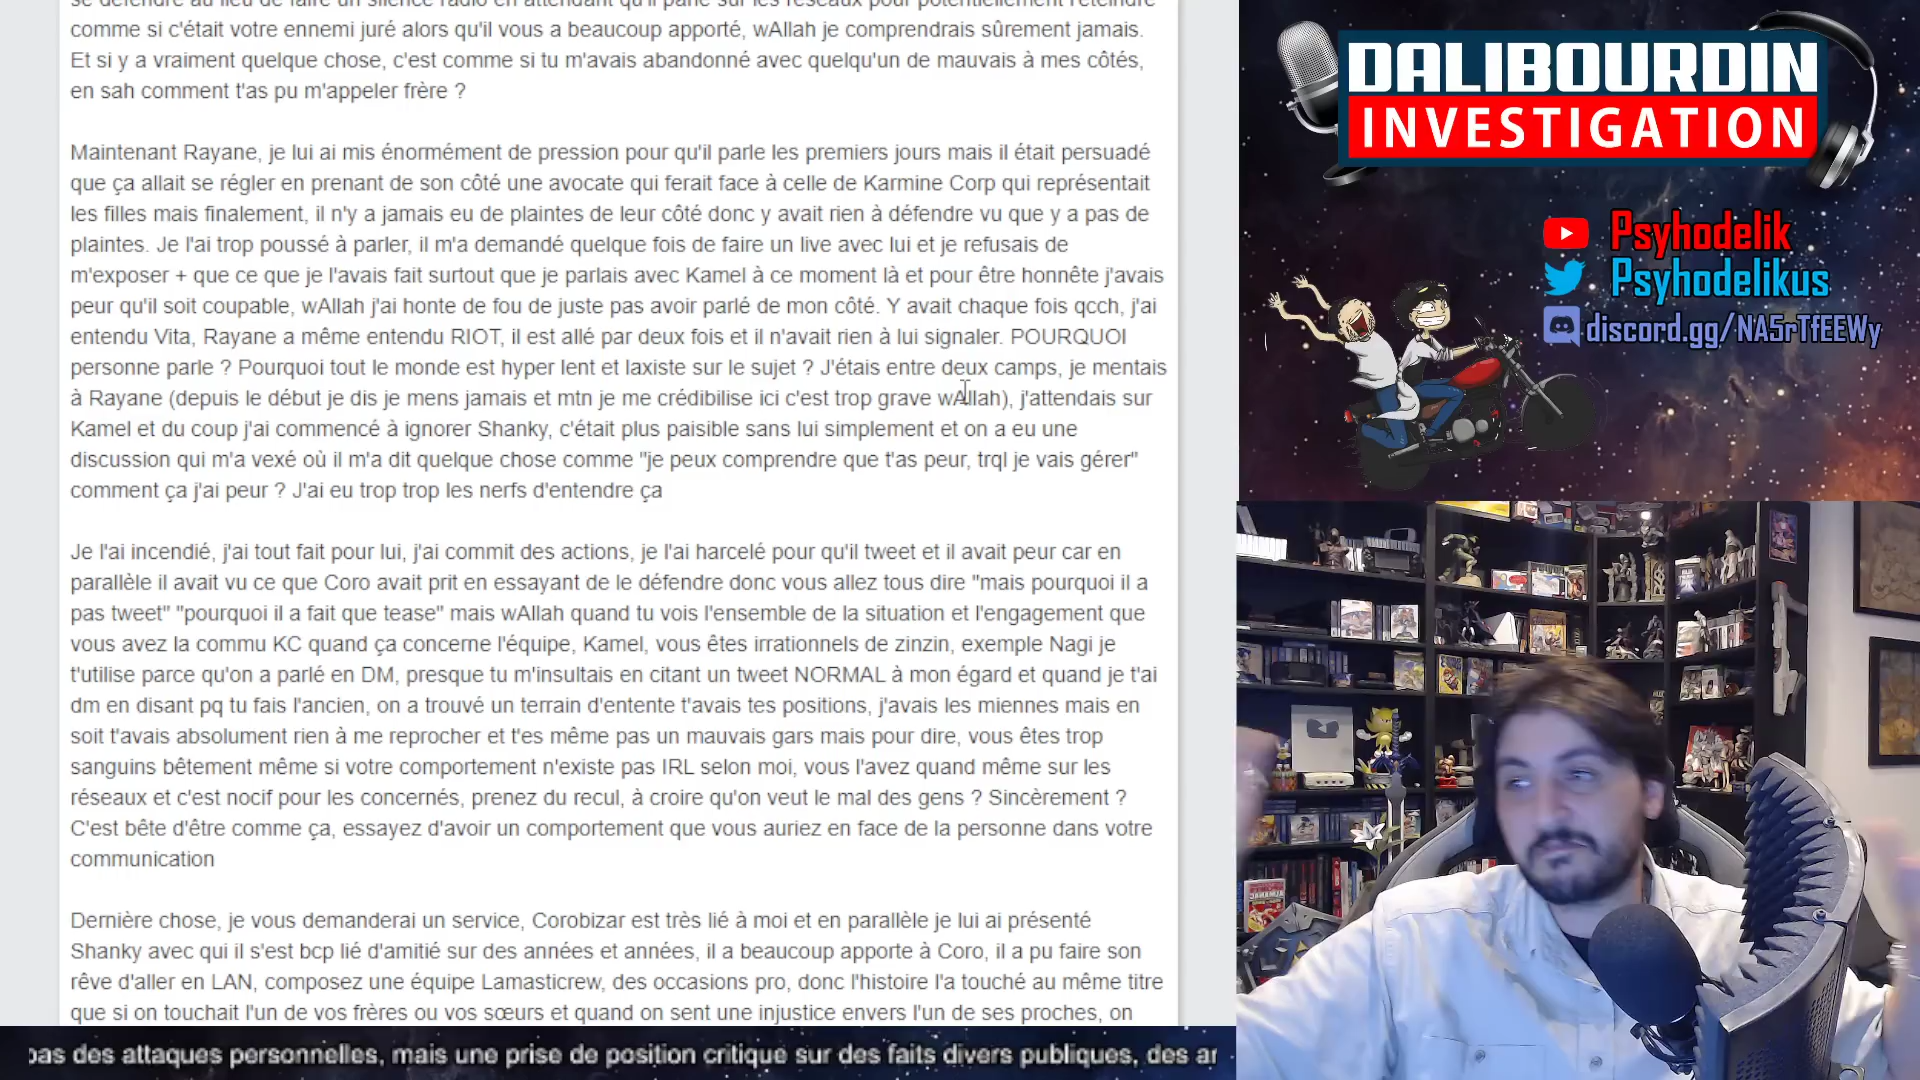 se défendre au lieu de faire un silence radio en attendant qu'il parle sur les réseaux pour potentiellement l'éteindre
comme si c'était votre ennemi juré alors qu'il vous a beaucoup apporté, wAllah je comprendrais sûrement jamais.
Et si y a vraiment quelque chose, c'est comme si tu m'avais abandonné avec quelqu'un de mauvais à mes côtés,
en sah comment t'as pu m'appeler frère ?
Maintenant Rayane, je lui ai mis énormément de pression pour qu'il parle les premiers jours mais il était persuadé
que ça allait se régler en prenant de son côté une avocate qui ferait face à celle de Karmine Corp qui représentait
les filles mais finalement, il n'y a jamais eu de plaintes de leur côté donc y avait rien à défendre vu que y a pas de
plaintes. Je l'ai trop poussé à parler, il m'a demandé quelque fois de faire un live avec lui et je refusais de
m'exposer + que ce que je l'avais fait surtout que je parlais avec Kamel à ce moment là et pour être honnête j'avais
peur qu'il soit coupable, wAllah j'ai honte de fou de juste pas avoir parlé de mon côté. Y avait chaque fois qcch, j'ai
entendu Vita, Rayane a même entendu RIOT, il est allé par deux fois et il n'avait rien à lui signaler. POURQUOI
personne parle ? Pourquoi tout le monde est hyper lent et laxiste sur le sujet ? J'étais entre deux camps, je mentais
à Rayane (depuis le début je dis je mens jamais et mtn je me crédibilise ici c'est trop grave wAllah), j'attendais sur
Kamel et du coup j'ai commencé à ignorer Shanky, c'était plus paisible sans lui simplement et on a eu une
discussion qui m'a vexé où il m'a dit quelque chose comme "je peux comprendre que t'as peur, trql je vais gérer"
comment ça j'ai peur ? J'ai eu trop trop les nerfs d'entendre ça
Je l'ai incendié, j'ai tout fait pour lui, j'ai commit des actions, je l'ai harcelé pour qu'il tweet et il avait peur car en
parallèle il avait vu ce que Coro avait prit en essayant de le défendre donc vous allez tous dire "mais pourquoi il a
pas tweet" "pourquoi il a fait que tease" mais wAllah quand tu vois l'ensemble de la situation et l'engagement que
vous avez la commu KC quand ça concerne l'équipe, Kamel, vous êtes irrationnels de zinzin, exemple Nagi je
t'utilise parce qu'on a parlé en DM, presque tu m'insultais en citant un tweet NORMAL à mon égard et quand je t'ai
dm en disant pq tu fais l'ancien, on a trouvé un terrain d'entente t'avais tes positions, j'avais les miennes mais en
soit t'avais absolument rien à me reprocher et t'es même pas un mauvais gars mais pour dire, vous êtes trop
sanguins bêtement même si votre comportement n'existe pas IRL selon moi, vous l'avez quand même sur les
réseaux et c'est nocif pour les concernés, prenez du recul, à croire qu'on veut le mal des gens ? Sincèrement ?
C'est bête d'être comme ça, essayez d'avoir un comportement que vous auriez en face de la personne dans votre
communication
Dernière chose, je vous demanderai un service, Corobizar est très lié à moi et en parallèle je lui ai présenté
Shanky avec qui il s'est bcp lié d'amitié sur des années et années, il a beaucoup apporte à Coro, il a pu faire son
rêve d'aller en LAN, composez une équipe Lamasticrew, des occasions pro, donc l'histoire l'a touché au même titre
que si on touchait l'un de vos frères ou vos sœurs et quand on sent une injustice envers l'un de ses proches, on
pas des attaques personnelles, mais une prise de position critique sur des faits divers publiques, des ar
DALIBOURDIN
INVESTIGATION
Psyhodelik
Psyhodelikus
discord.gg/NA5rTfEEWy